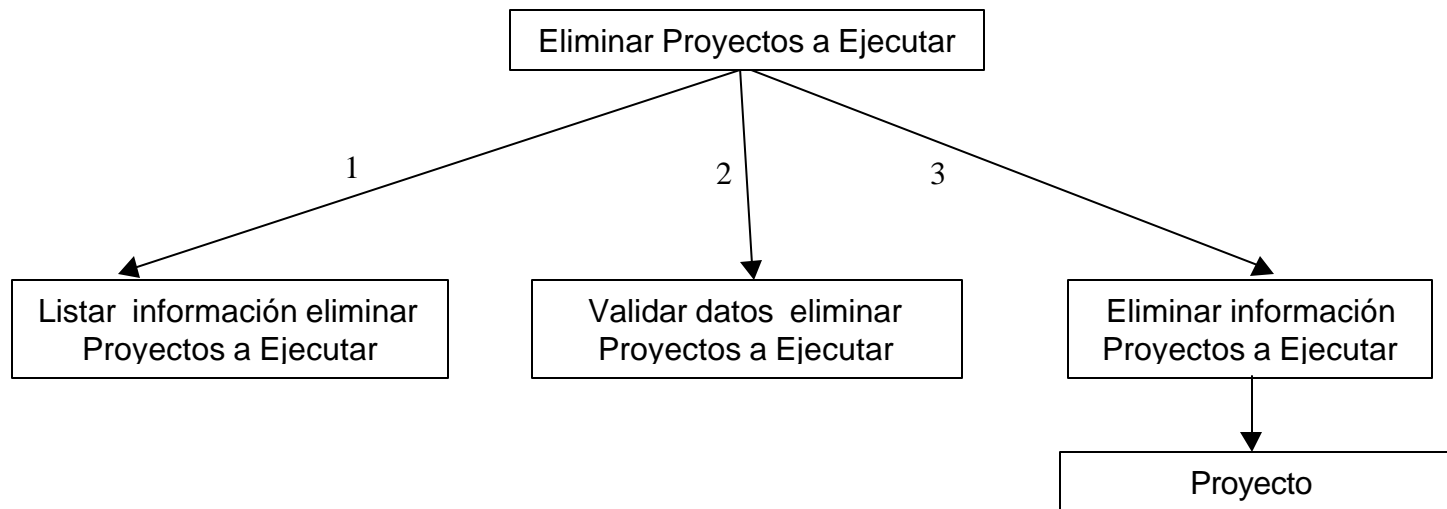 Eliminar Proyectos a Ejecutar
1
2
3
Listar información eliminar
Proyectos a Ejecutar
Validar datos eliminar
Proyectos a Ejecutar
Eliminar información
Proyectos a Ejecutar
Proyecto